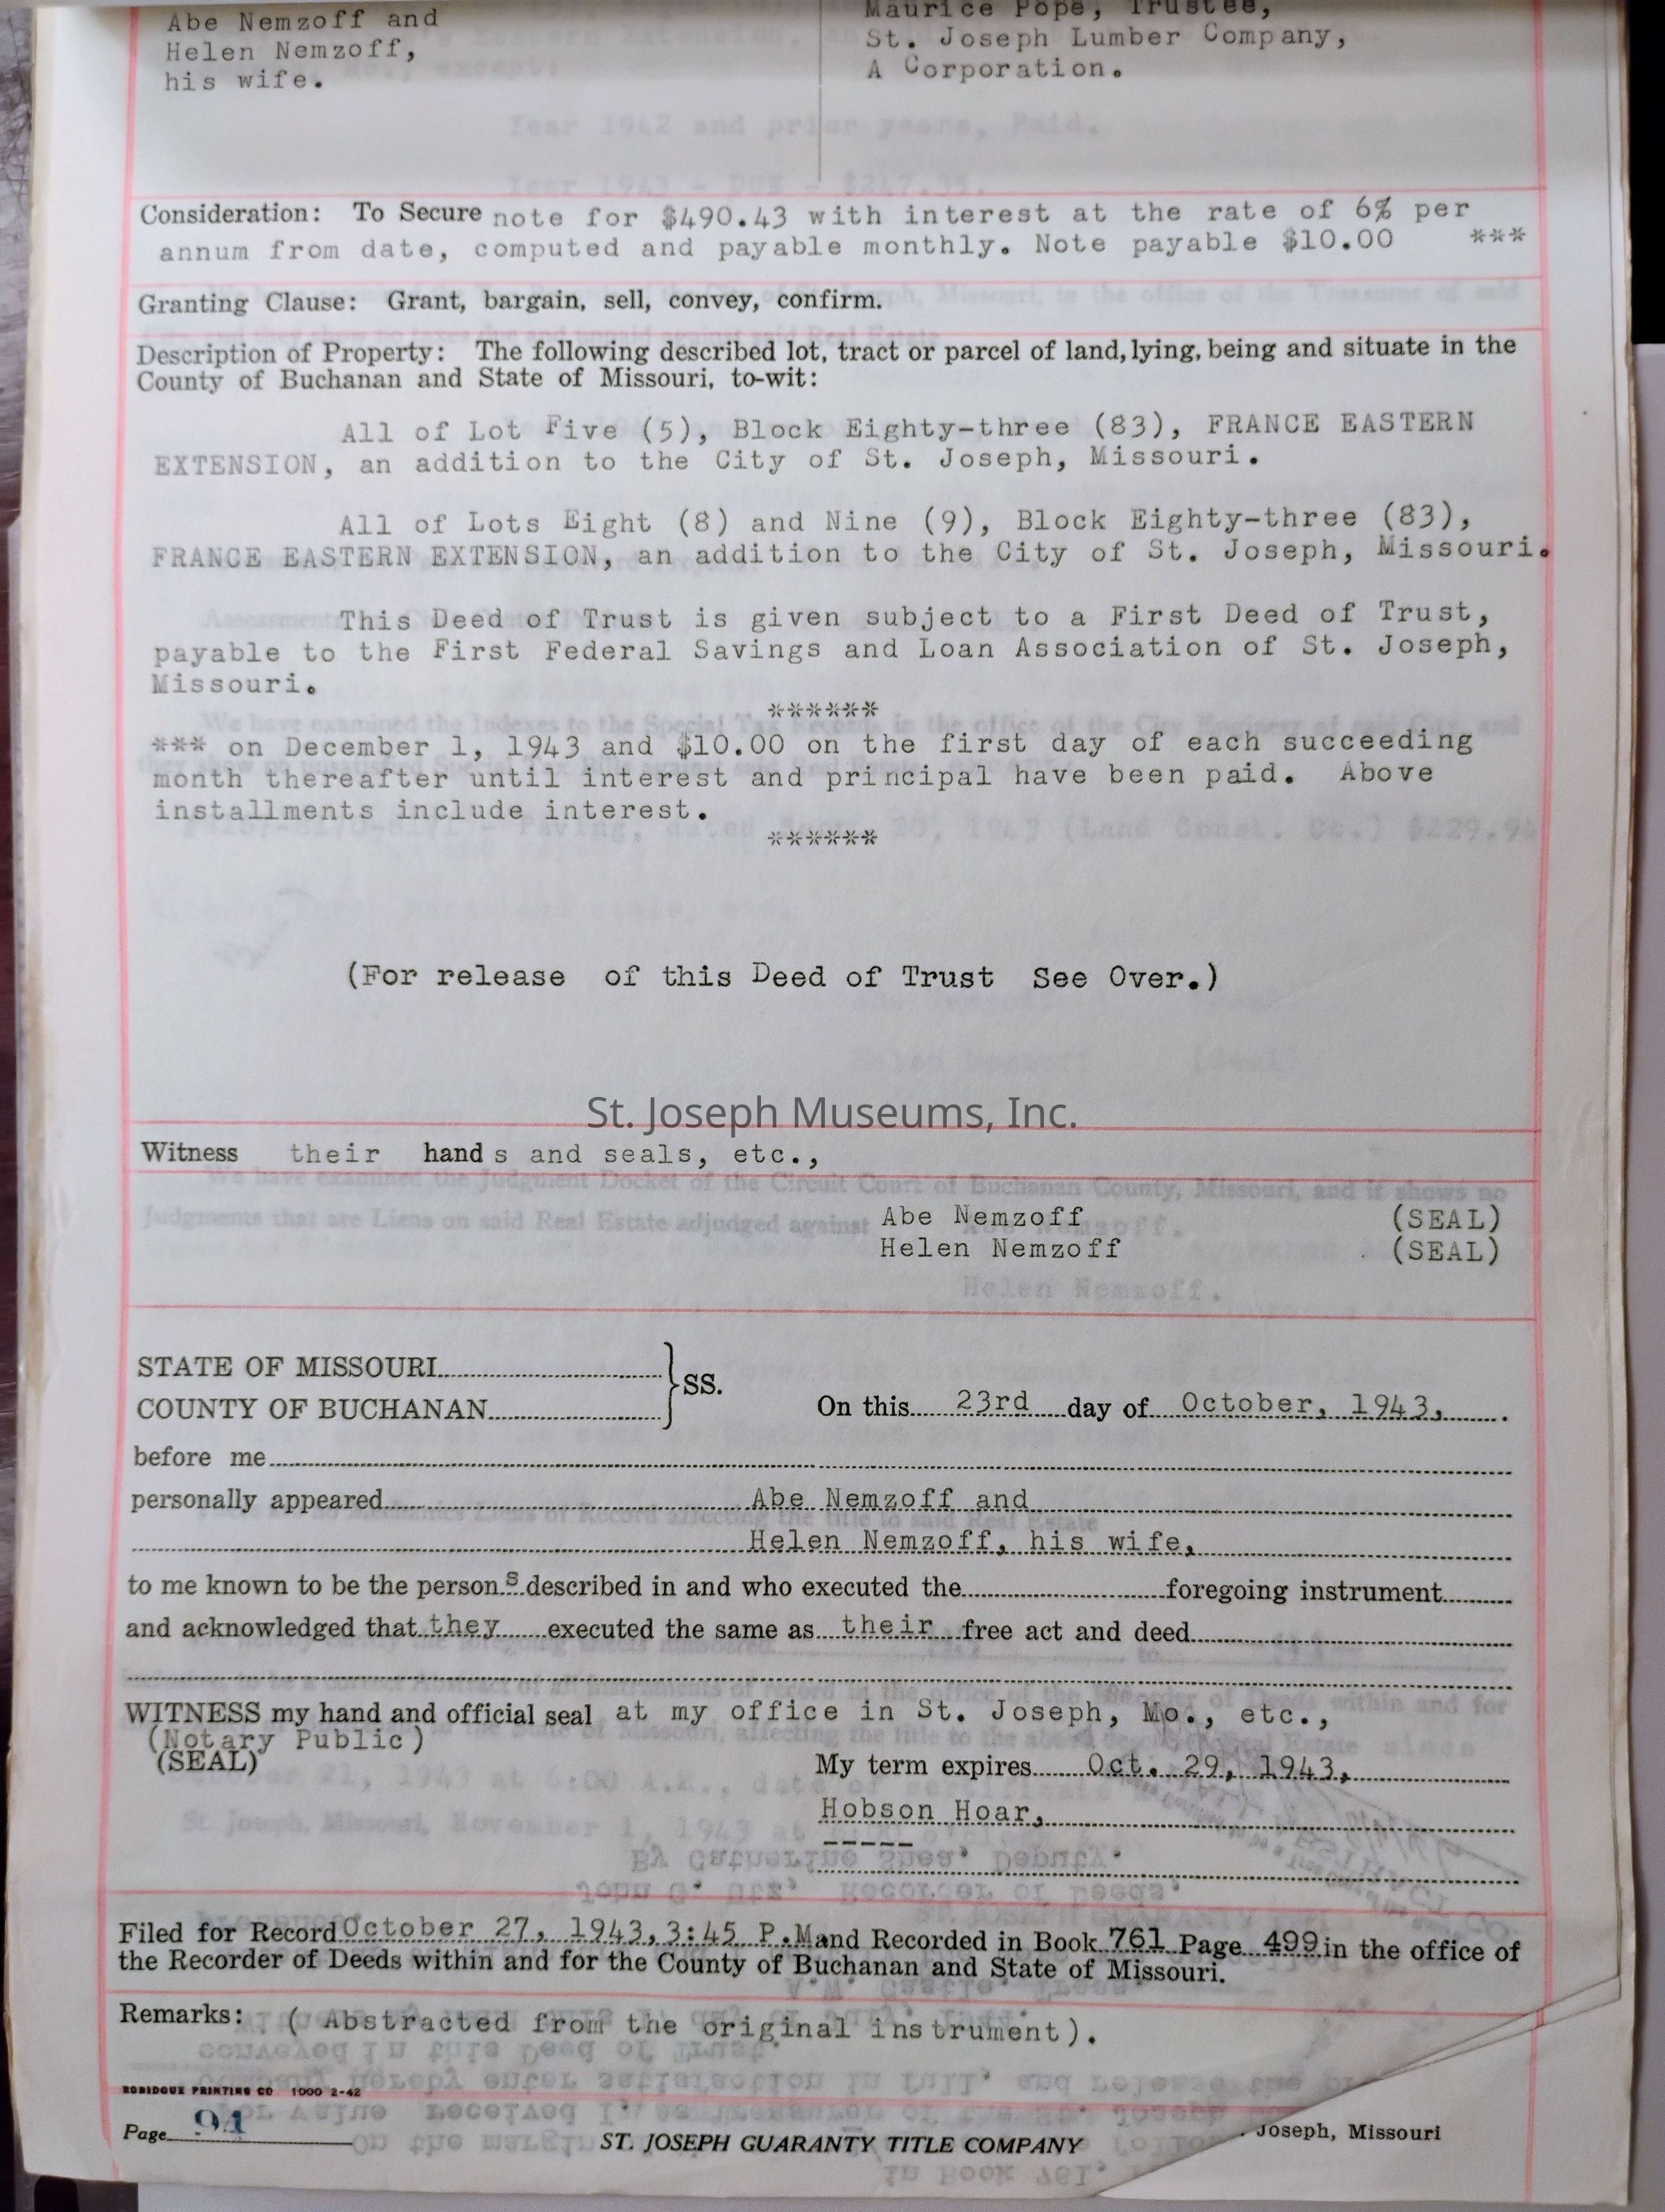 Abe Nemzoff and
Helen Nemzoff,
his wife.
Maurice Pope, Trustee,
St. Joseph Lumber Company,
A Corporation.
Year 1942 and prior years, Paid.
Consideration: To Secure note for $490.43 with interest at the rate of 6% per
annum from date, computed and payable monthly. Note payable $10.00 ***
Granting Clause: Grant, bargain, sell, convey, confirm.
Description of Property: The following described lot, tract or parcel of land, lying, being and situate in the
County of Buchanan and State of Missouri, to-wit:
All of Lot Five (5), Block Eighty-three (83), FRANCE EASTERN
EXTENSION, an addition to the City of St. Joseph, Missouri.
All of Lots Eight (8) and Nine (9), Block Eighty-three (83),
FRANCE EASTERN EXTENSION, an addition to the City of St. Joseph, Missouri.
This Deed of Trust is given subject to a First Deed of Trust,
payable to the First Federal Savings and Loan Association of St. Joseph,
Missouri.
******
*** on December 1, 1943 and $10.00 on the first day of each succeeding
month thereafter until interest and principal have been paid. Above
installments include interest.
******
(For release of this Deed of Trust See Over.)
St. Joseph Museums, Inc.
Witness their hands and seals, etc.,
Abe Nemzoff (SEAL)
Helen Nemzoff (SEAL)
STATE OF MISSOURI
COUNTY OF BUCHANAN } SS.
On this 23rd day of October, 1943,
before me
personally appeared Abe Nemzoff and
Helen Nemzoff, his wife,
to me known to be the persons described in and who executed the foregoing instrument
and acknowledged that they executed the same as their free act and deed
WITNESS my hand and official seal at my office in St. Joseph, Mo., etc.,
(Notary Public)
(SEAL)
My term expires Oct. 29, 1943,
Hobson Hoar,
-----
Filed for Record October 27, 1943, 3:45 P.M and Recorded in Book 761 Page 499 in the office of
the Recorder of Deeds within and for the County of Buchanan and State of Missouri.
Remarks: ( Abstracted from the original instrument).
ROBIDOUX PRINTING CO 1000 2-42
Page 91
ST. JOSEPH GUARANTY TITLE COMPANY
Joseph, Missouri